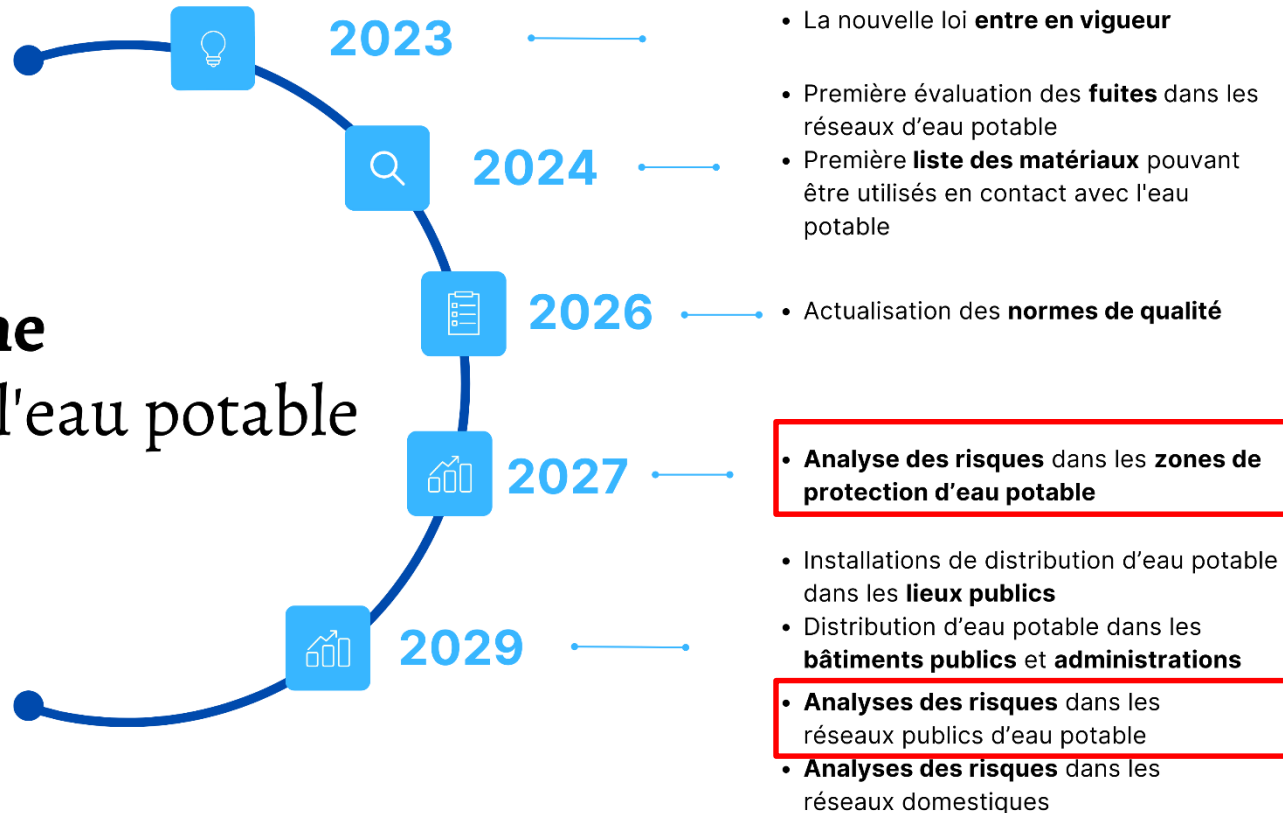 2023
• La nouvelle loi entre en vigueur
• Première évaluation des fuites dans les
réseaux d’eau potable
2024
• Première liste des matériaux pouvant
être utilisés en contact avec l'eau
potable
2026
• Actualisation des normes de qualité
l'eau potable
2027
• Analyse des risques dans les zones de
protection d’eau potable
• Installations de distribution d’eau potable
dans les lieux publics
2029
• Distribution d’eau potable dans les
bâtiments publics et administrations
• Analyses des risques dans les
réseaux publics d’eau potable
• Analyses des risques dans les
réseaux domestiques